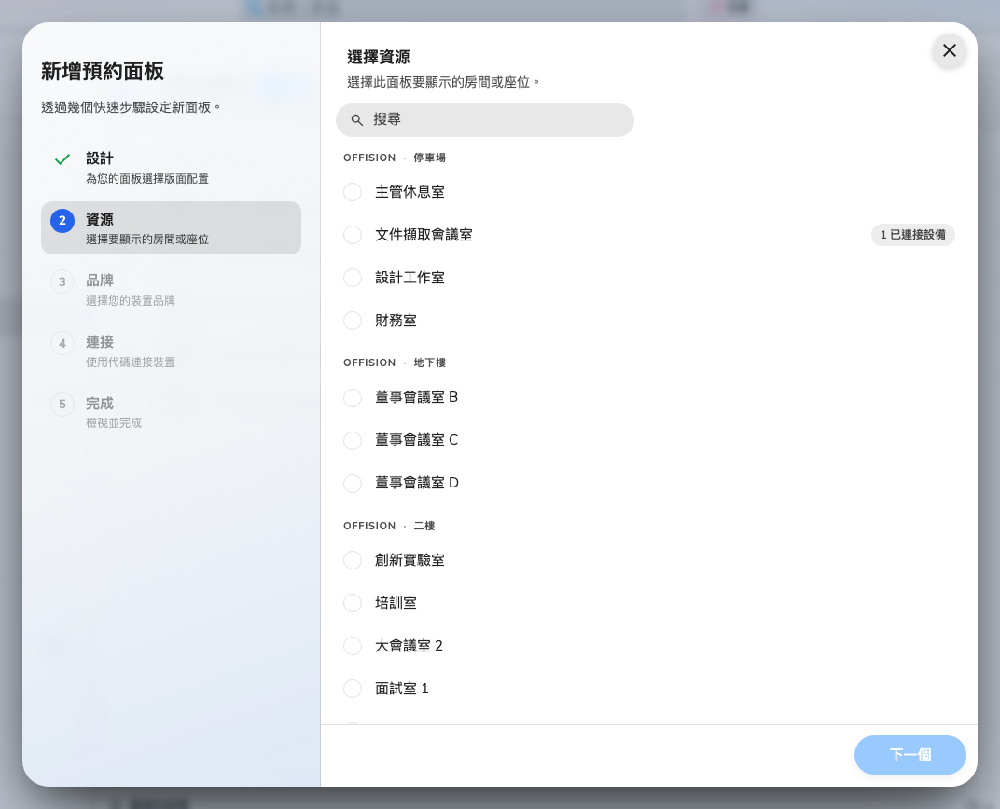 新增預約面板
透過幾個快速步驟設定新面板。
設計
為您的面板選擇版面配置
2
資源
選擇要顯示的房間或座位
3
品牌
選擇您的裝置品牌
4
連接
使用代碼連接裝置
5
完成
檢視並完成
選擇資源
選擇此面板要顯示的房間或座位。
搜尋
OFFISION · 停車場
主管休息室
文件擷取會議室
1 已連接設備
設計工作室
財務室
OFFISION · 地下樓
董事會議室 B
董事會議室 C
董事會議室 D
OFFISION · 二樓
創新實驗室
培訓室
大會議室 2
面試室 1
下一個